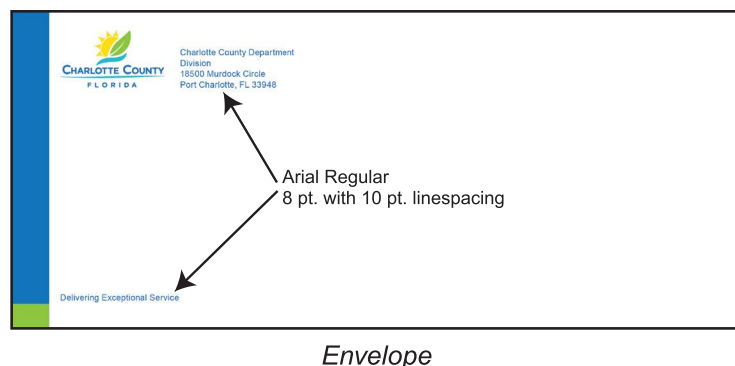 CHARLOTTE COUNTY
FLORIDA
Charlotte County Department
Division
18500 Murdock Circle
Port Charlotte, FL 33948
Arial Regular
8 pt. with 10 pt. linespacing
Delivering Exceptional Service
Envelope